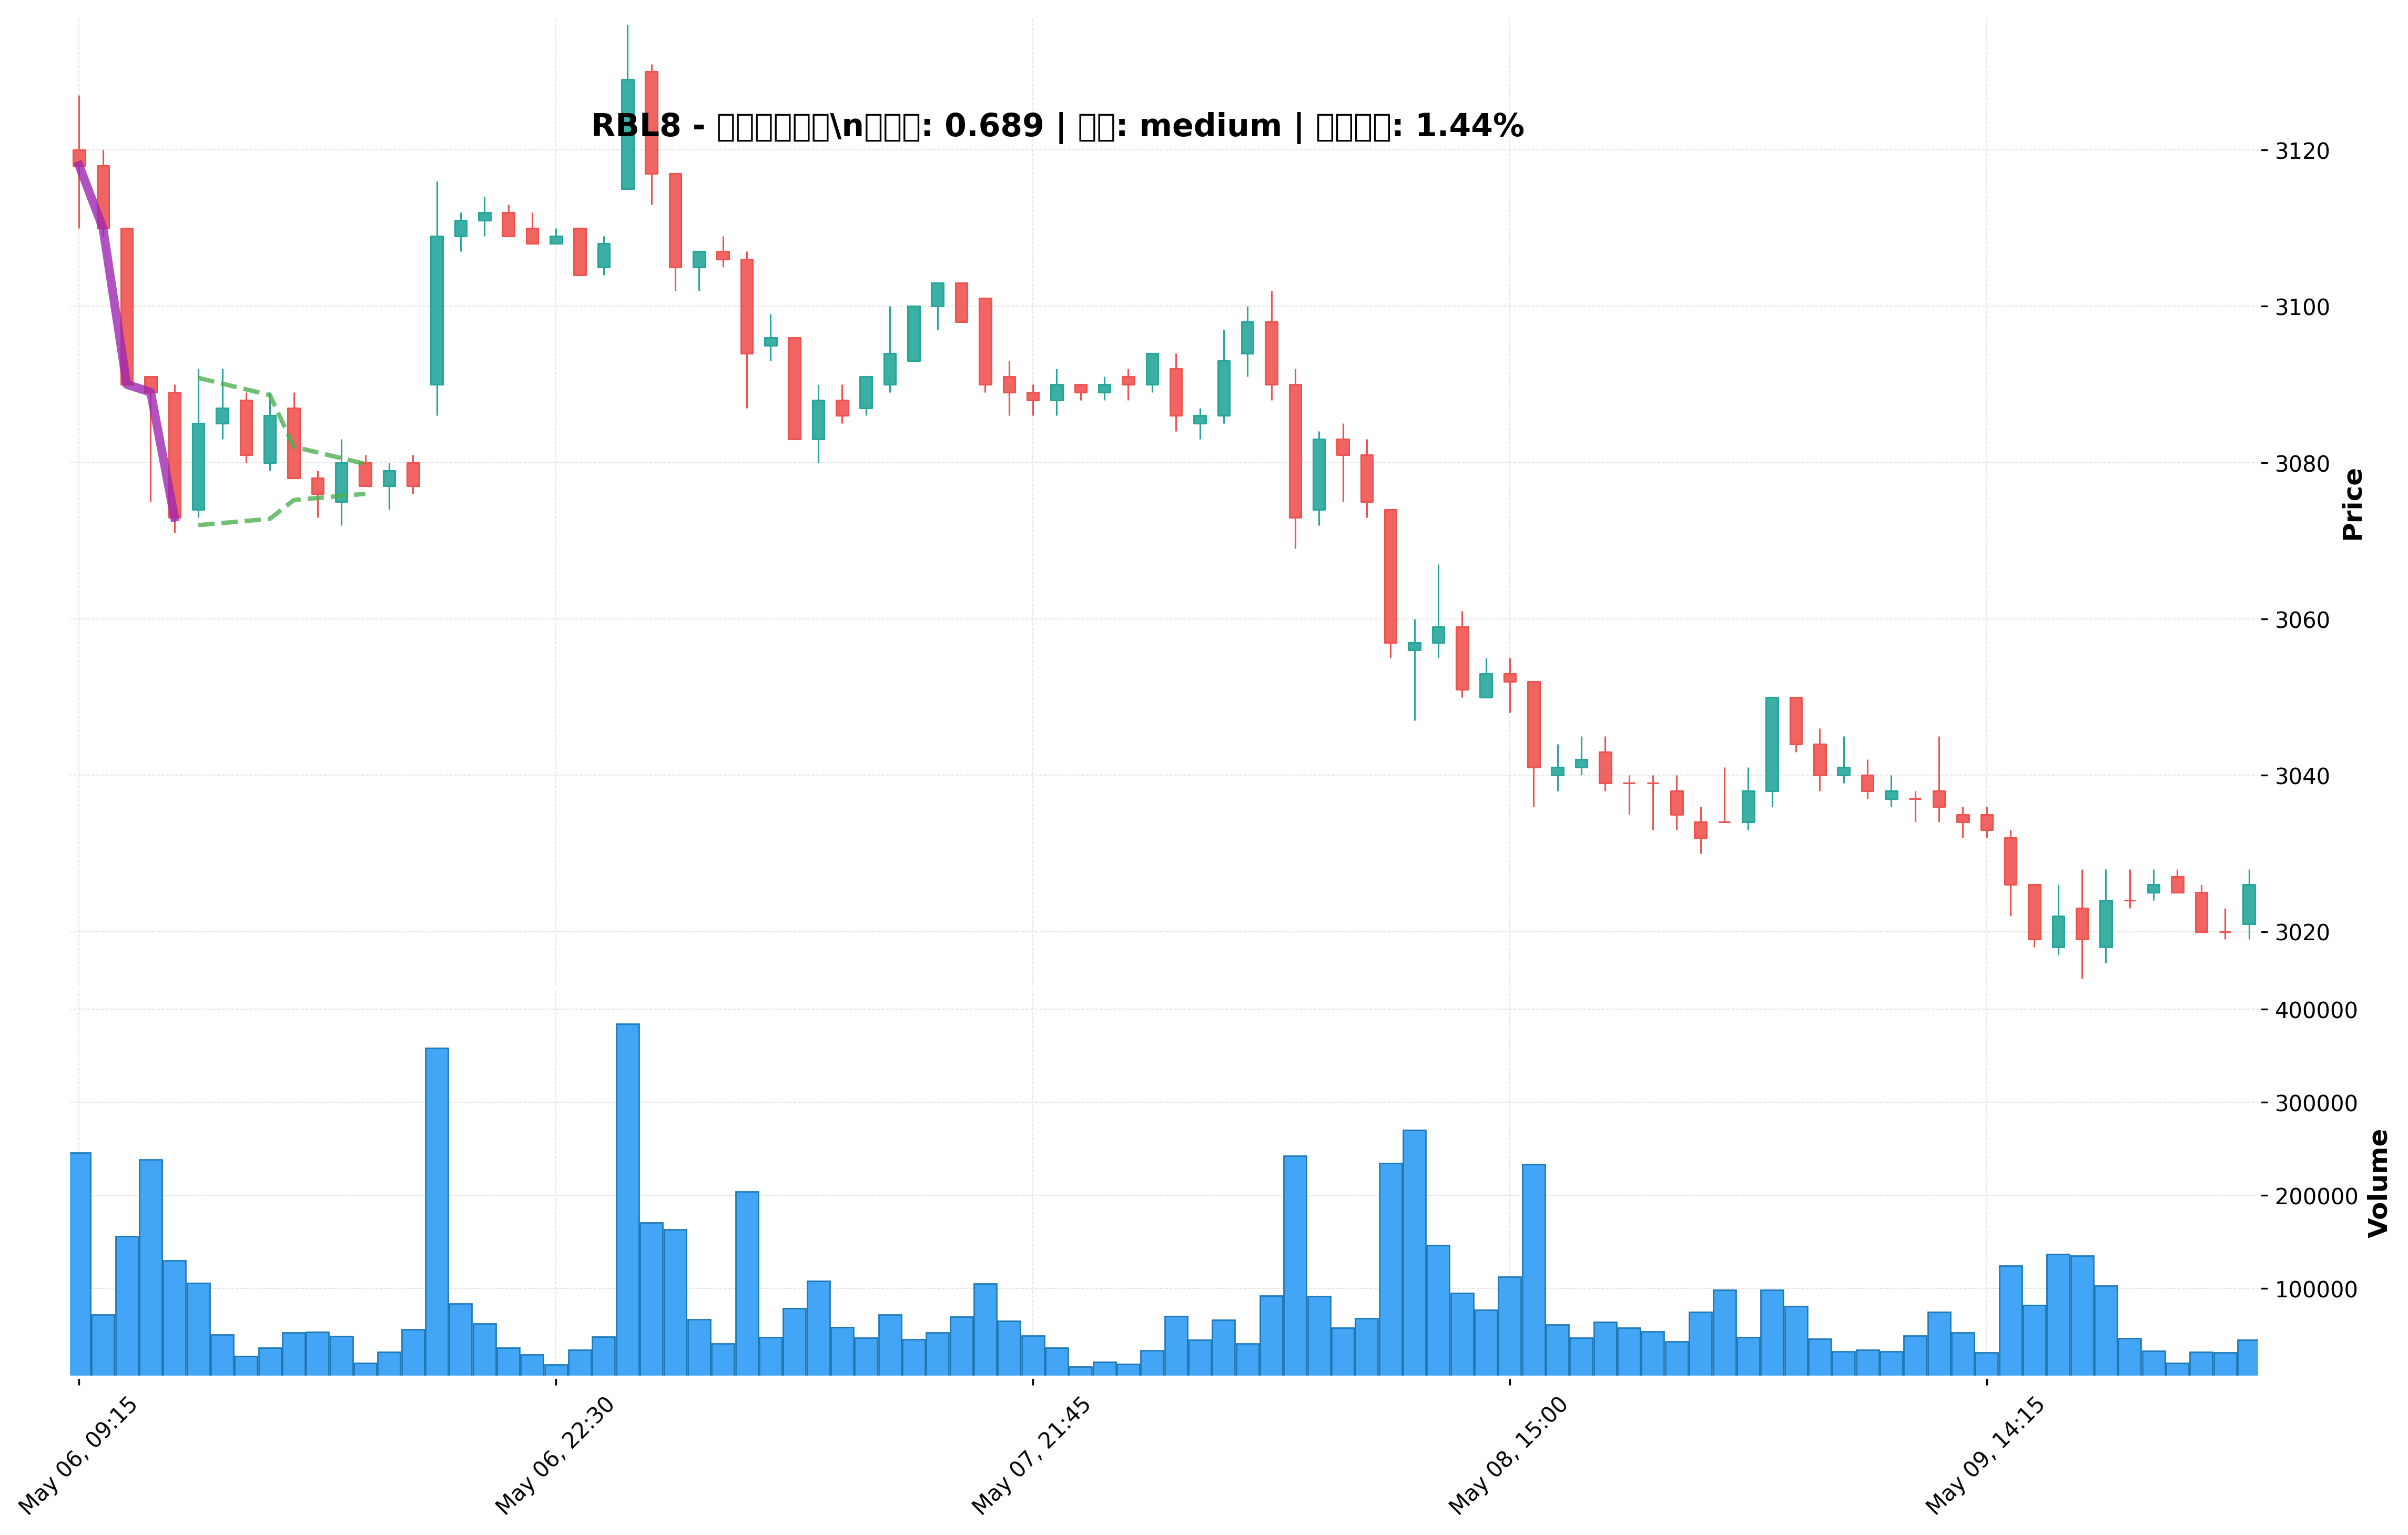 RBL8 - □□□□□□\n□□□: 0.689 | □□: medium | □□□□: 1.44%
3120
3100
3080
3060
3040
3020
Price
400000
300000
200000
100000
Volume
May 06, 09:15
May 06, 22:30
May 07, 21:45
May 08, 15:00
May 09, 14:15